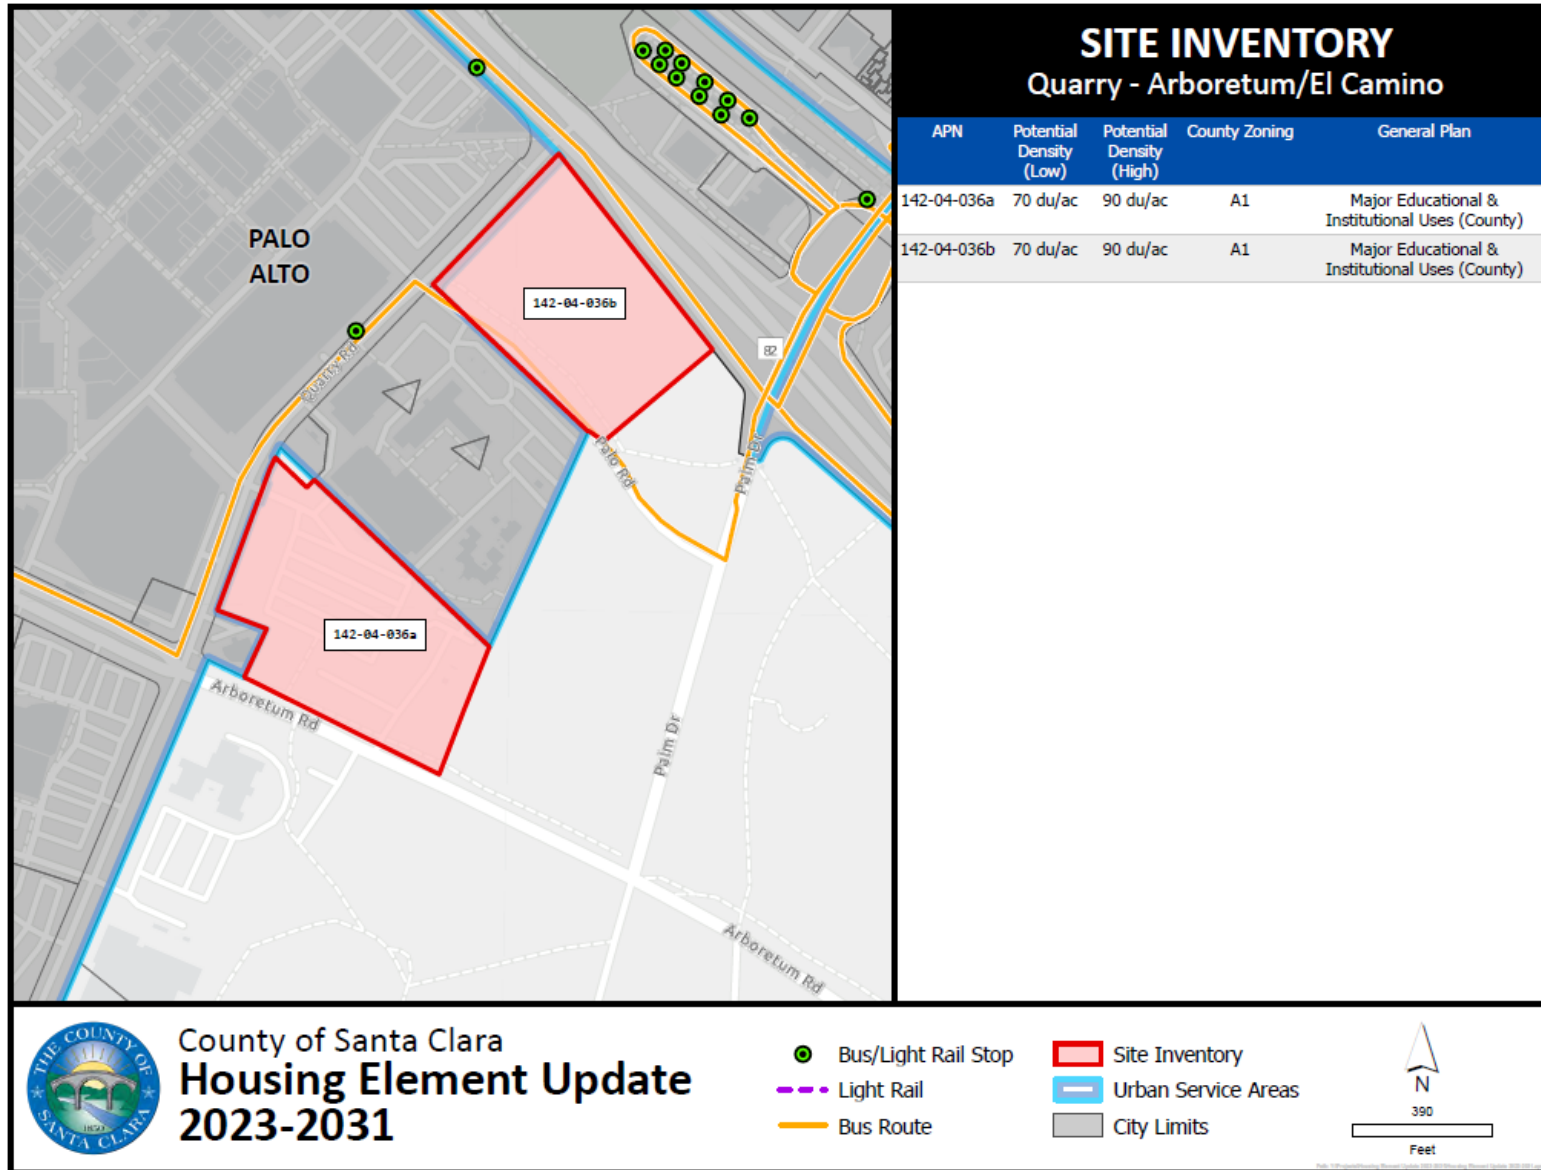 PALO
ALTO
142-04-036b
82
Quarry Rd
Palo Rd
Palm Dr
142-04-036a
Arboretum Rd
Palm Dr
Arboretum Rd
SITE INVENTORY
Quarry - Arboretum/El Camino
APN Potential Density (Low) Potential Density (High) County Zoning General Plan
142-04-036a 70 du/ac 90 du/ac A1 Major Educational & Institutional Uses (County)
142-04-036b 70 du/ac 90 du/ac A1 Major Educational & Institutional Uses (County)
THE COUNTY OF
SANTA CLARA
1850
County of Santa Clara
Housing Element Update
2023-2031
Bus/Light Rail Stop
Light Rail
Bus Route
Site Inventory
Urban Service Areas
City Limits
N
390
Feet